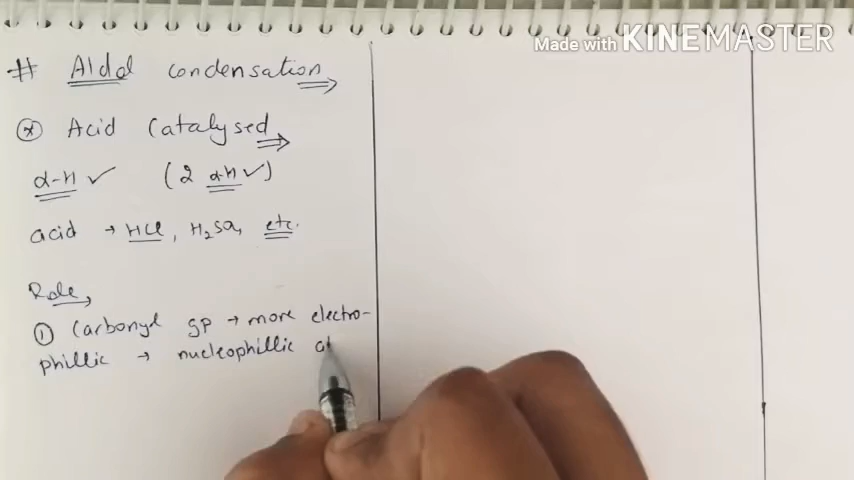 Made with KINEMASTER
# Aldol condensation
* Acid Catalysed
α-H ✓ (2 α-H ✓)
acid → HCl, H2SO4 etc.
Role
① Carbonyl gp → more electro-
phillic → nucleophillic at